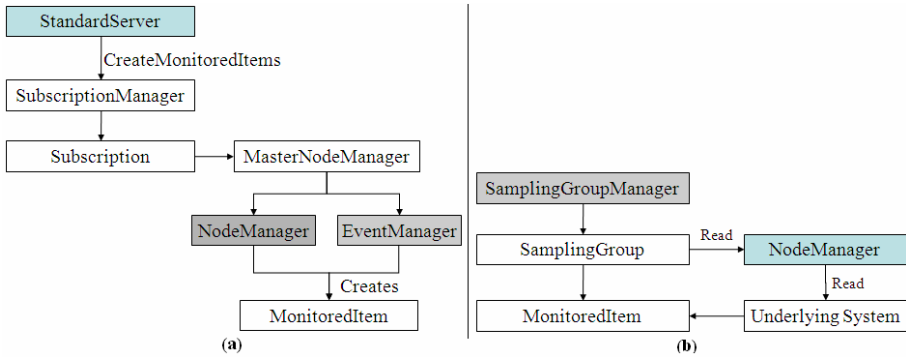 StandardServer
CreateMonitoredItems
SubscriptionManager
Subscription
MasterNodeManager
NodeManager
EventManager
Creates
MonitoredItem
(a)
SamplingGroupManager
SamplingGroup
Read
NodeManager
Read
MonitoredItem
Underlying System
(b)